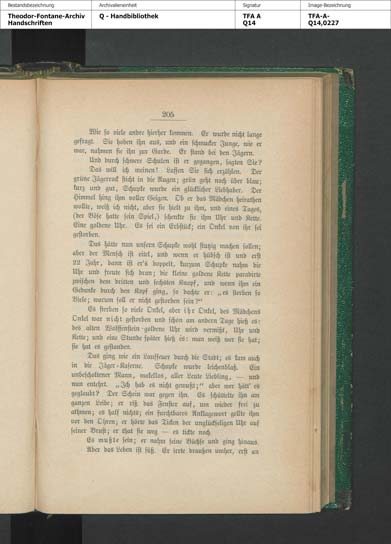 Bestandsbezeichnung Archivalieneinheit Signatur Image-Bezeichnung
Theodor-Fontane-Archiv Q - Handbibliothek TFA A TFA-A-
Handschriften Q14 Q14,0227
205
Wie so viele andre hierher kommen. Er wurde nicht lange
gefragt. Sie hoben ihn aus, und ein schmucker Junge, wie er
war, nahmen sie ihn zur Garde. Er stand bei den Jägern.
Und durch schwere Schulen ist er gegangen, sagten Sie?
Das will ich meinen! Lassen Sie sich erzählen. Der
grüne Jägerrock sticht in die Augen; grün geht noch über blau;
kurz und gut, Schupke wurde ein glücklicher Liebhaber. Der
Himmel hing ihm voller Geigen. Ob er das Mädchen heirathen
wollte, weiß ich nicht, aber sie hielt zu ihm, und eines Tages,
(der Böse hatte sein Spiel,) schenkte sie ihm Uhr und Kette.
Eine goldene Uhr. Es sei ein Erbstück; ein Onkel von ihr sei
gestorben.
Das hätte nun unsern Schupke wohl stutzig machen sollen;
aber der Mensch ist eitel, und wenn er hübsch ist und erst
22 Jahr, dann ist er's doppelt, kurzum Schupke nahm die
Uhr und freute sich dran; die kleine goldene Kette paradirte
zwischen dem dritten und sechsten Knopf, und wenn ihm ein
Gedanke durch den Kopf ging, so dachte er: „es sterben so
Viele; warum soll er nicht gestorben sein?“
Es sterben so viele Onkel, aber ihr Onkel, des Mädchens
Onkel war nicht gestorben und schon am andern Tage hieß es:
des alten Wallstein goldene Uhr wird vermißt, Uhr und
Kette; und eine Stunde später hieß es: man weiß wer sie hat;
sie hat es gestanden.
Das ging wie ein Lauffeuer durch die Stadt; es kam auch
in die Jäger-Kaserne. Schupke wurde leichenblaß. Ein
unbescholtener Mann, makellos, aller Leute Liebling, — und
nun entehrt. „Ich hab es nicht gewußt;“ aber wer hätt' es
geglaubt? Der Schein war gegen ihn. Es schüttelte ihn am
ganzen Leibe; er riß das Fenster auf, um wieder frei zu
athmen; es half nichts; ein furchtbares Anklagewort gellte ihm
vor den Ohren; er hörte das Ticken der unglückseligen Uhr auf
seiner Brust; er that sie weg — es tickte noch.
Es mußte sein; er nahm seine Büchse und ging hinaus.
Aber das Leben ist süß. Er irrte draußen umher, erst an